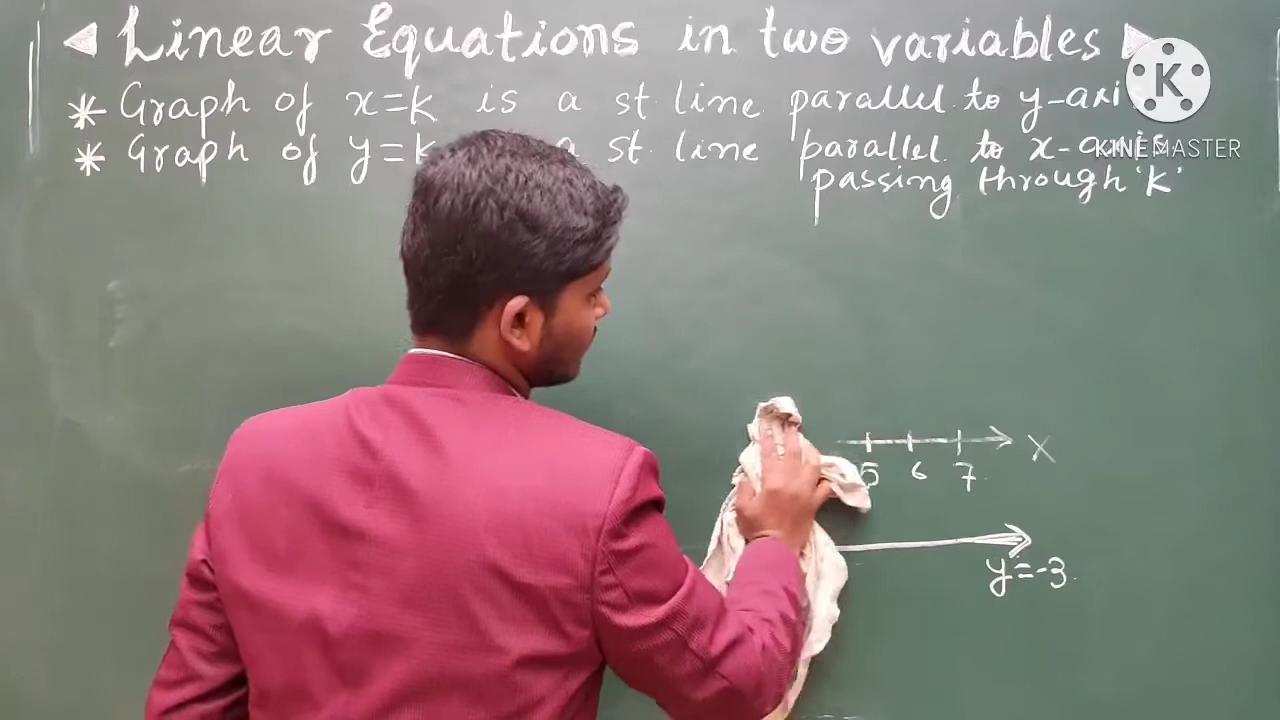 Linear Equations in two variables
* Graph of x=k is a st line parallel to y-axis
* Graph of y=k a st line parallel to x-axis
passing through 'k'
K
KINEMASTER
X
5 6 7
y=-3